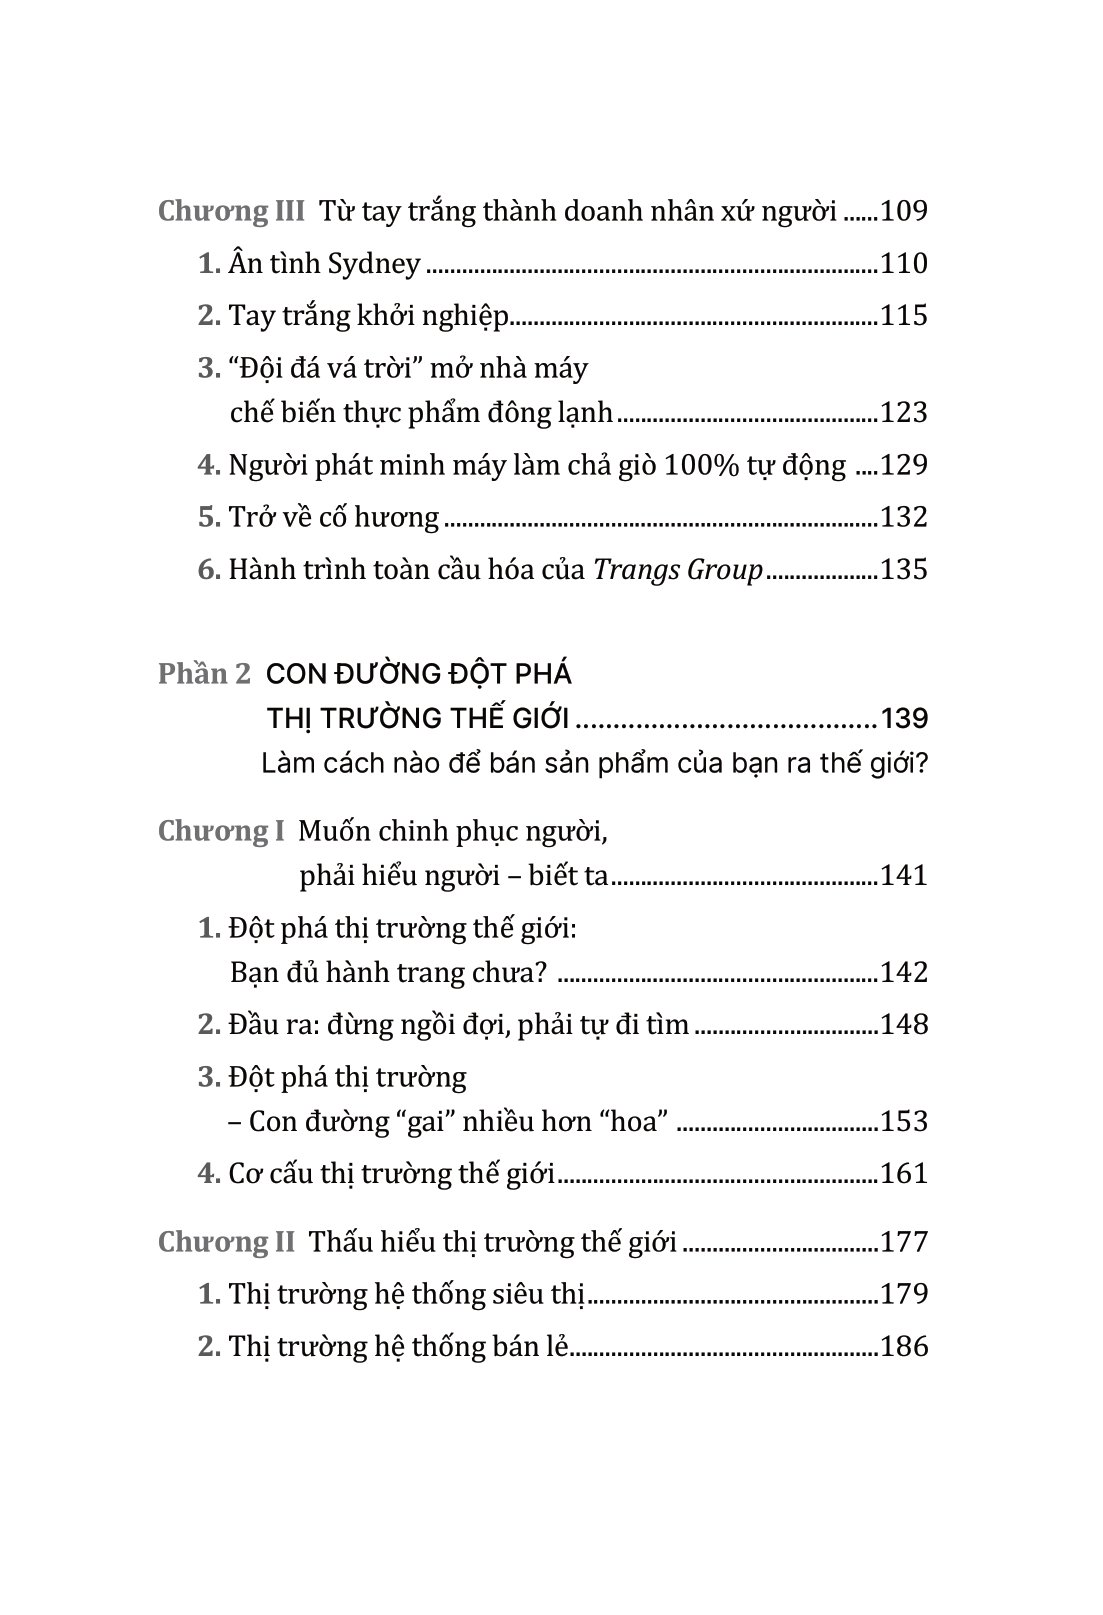 Chương III Từ tay trắng thành doanh nhân xứ người ......109
1. Ân tình Sydney ............................................................................110
2. Tay trắng khởi nghiệp..............................................................115
3. “Đội đá vá trời” mở nhà máy
chế biến thực phẩm đông lạnh............................................123
4. Người phát minh máy làm chả giò 100% tự động ....129
5. Trở về cố hương .........................................................................132
6. Hành trình toàn cầu hóa của Trangs Group...................135
Phần 2 CON ĐƯỜNG ĐỘT PHÁ
THỊ TRƯỜNG THẾ GIỚI ......................................139
Làm cách nào để bán sản phẩm của bạn ra thế giới?
Chương I Muốn chinh phục người,
phải hiểu người – biết ta.............................................141
1. Đột phá thị trường thế giới:
Bạn đủ hành trang chưa? ......................................................142
2. Đầu ra: đừng ngồi đợi, phải tự đi tìm ...............................148
3. Đột phá thị trường
– Con đường “gai” nhiều hơn “hoa” ..................................153
4. Cơ cấu thị trường thế giới......................................................161
Chương II Thấu hiểu thị trường thế giới .................................177
1. Thị trường hệ thống siêu thị.................................................179
2. Thị trường hệ thống bán lẻ....................................................186